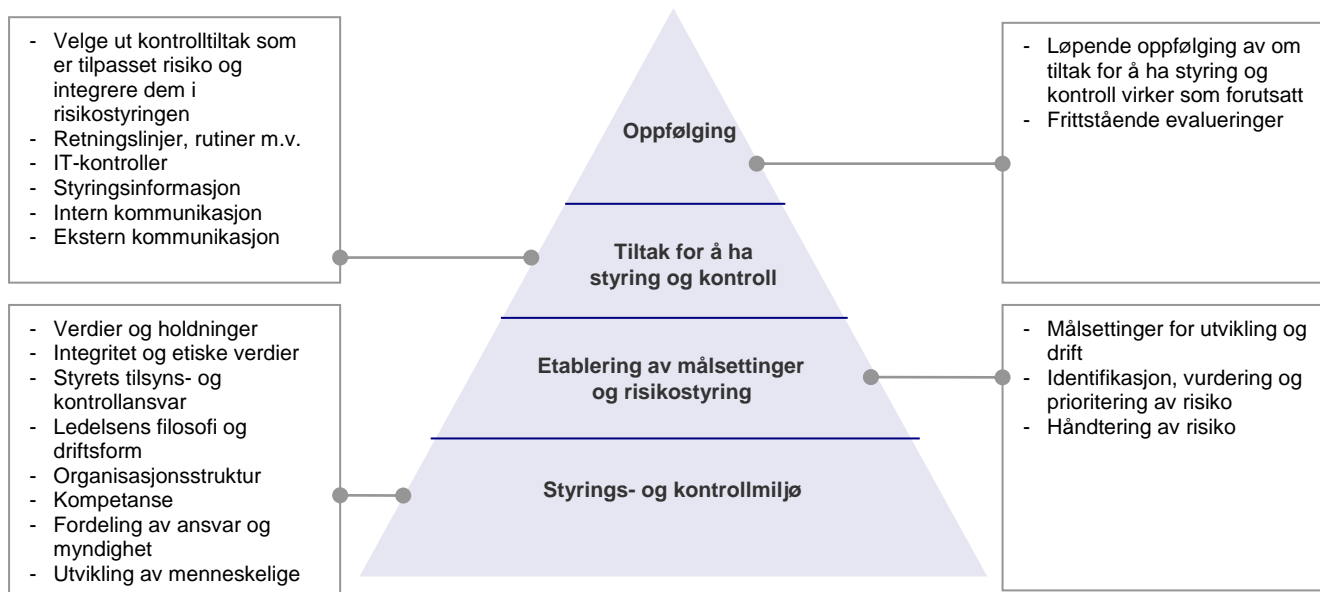 - Velge ut kontrolltiltak som
er tilpasset risiko og
integrere dem i
risikostyringen
- Retningslinjer, rutiner m.v.
- IT-kontroller
- Styringsinformasjon
- Intern kommunikasjon
- Ekstern kommunikasjon
- Løpende oppfølging av om
tiltak for å ha styring og
kontroll virker som forutsatt
- Frittstående evalueringer
Oppfølging
Tiltak for å ha
styring og kontroll
Etablering av målsettinger
og risikostyring
Styrings- og kontrollmiljø
- Verdier og holdninger
- Integritet og etiske verdier
- Styrets tilsyns- og
kontrollansvar
- Ledelsens filosofi og
driftsform
- Organisasjonsstruktur
- Kompetanse
- Fordeling av ansvar og
myndighet
- Utvikling av menneskelige
- Målsettinger for utvikling og
drift
- Identifikasjon, vurdering og
prioritering av risiko
- Håndtering av risiko